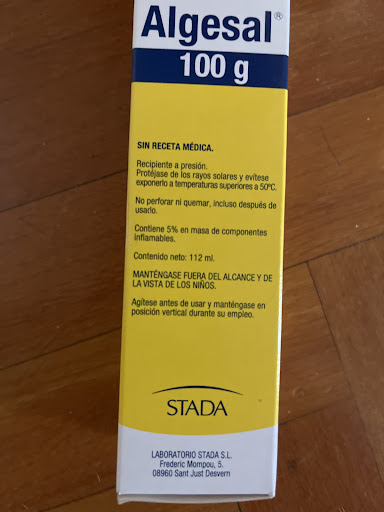 Algesal®
100 g
SIN RECETA MÉDICA.
Recipiente a presión.
Protéjase de los rayos solares y evítese
exponerlo a temperaturas superiores a 50ºC.
No perforar ni quemar, incluso después de
usado.
Contiene 5% en masa de componentes
inflamables.
Contenido neto: 112 ml.
MANTÉNGASE FUERA DEL ALCANCE Y DE
LA VISTA DE LOS NIÑOS.
Agítese antes de usar y manténgase en
posición vertical durante su empleo.
STADA
LABORATORIO STADA S.L.
Frederic Mompou, 5.
08960 Sant Just Desvern